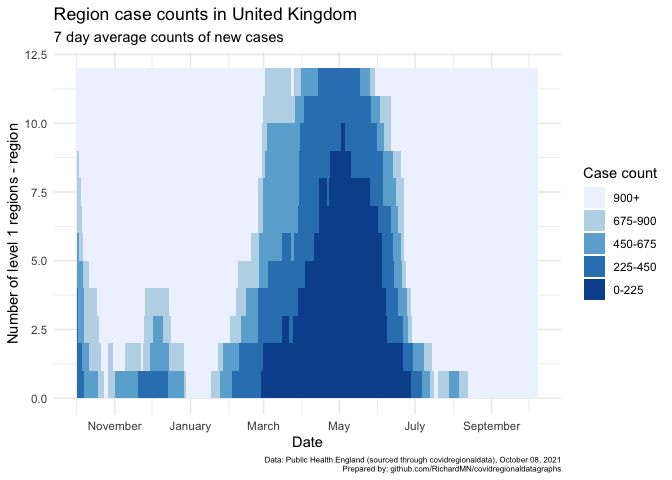 Region case counts in United Kingdom
7 day average counts of new cases
12.5
10.0
7.5
5.0
2.5
0.0
Number of level 1 regions - region
November
January
March
May
July
September
Date
Case count
900+
675-900
450-675
225-450
0-225
Data: Public Health England (sourced through covidregionaldata), October 08, 2021
Prepared by: github.com/RichardMN/covidregionaldatagraphs